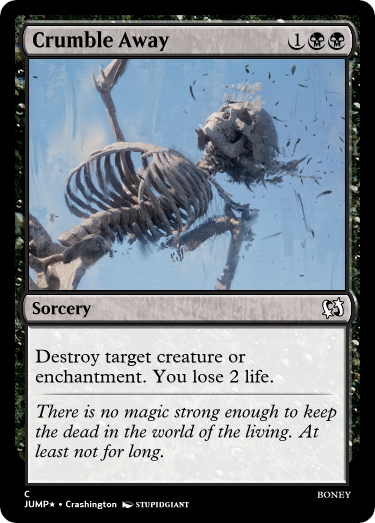 Crumble Away 1
Sorcery
Destroy target creature or
enchantment. You lose 2 life.
There is no magic strong enough to keep
the dead in the world of the living. At
least not for long.
C
JUMP★ • Crashington STUPIDGIANT
BONEY